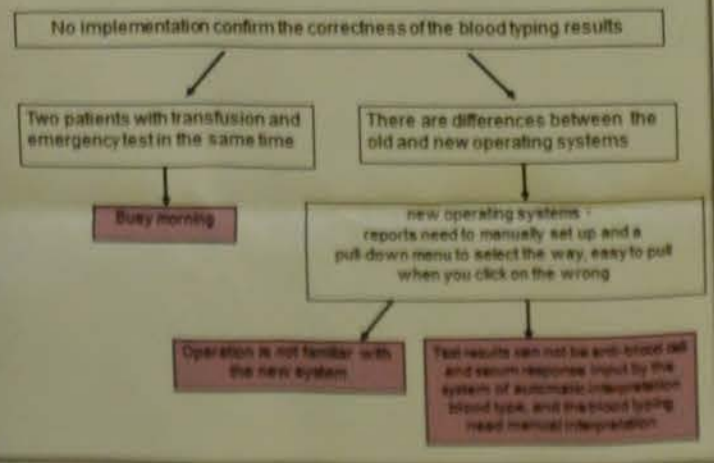 No implementation confirm the correctness of the blood typing results
Two patients with transfusion and
emergency test in the same time
There are differences between the
old and new operating systems
Busy morning
new operating systems -
reports need to manually set up and a
pull-down menu to select the way, easy to pull
when you click on the wrong
Operation is not familiar with
the new system
Test results can not be anti-blood cell
and serum response input by the
system of automatic interpretation
blood type, and the blood typing
need manual interpretation